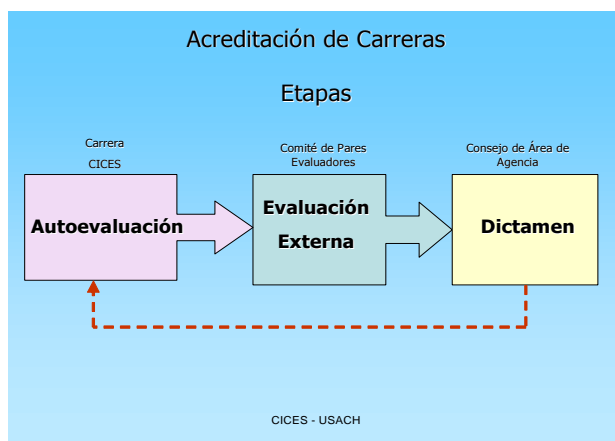 Acreditación de Carreras
Etapas
Carrera
CICES
Comité de Pares
Evaluadores
Consejo de Área de
Agencia
Autoevaluación
Evaluación
Externa
Dictamen
CICES - USACH